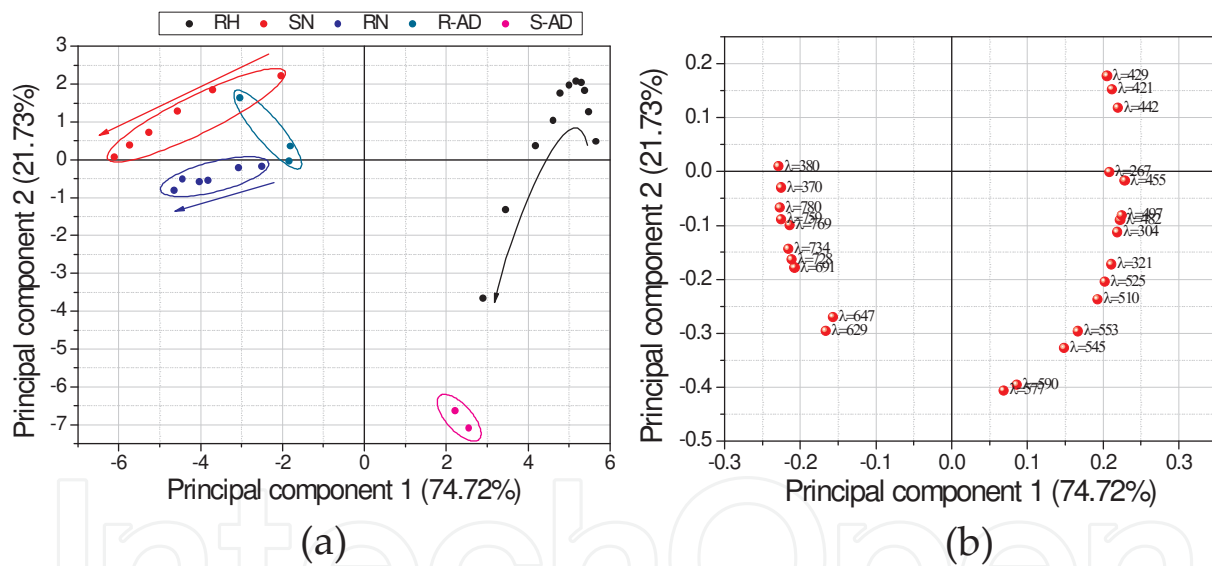 RH SN RN R-AD S-AD
Principal component 2 (21.73%)
3
2
1
0
-1
-2
-3
-4
-5
-6
-7
-6 -4 -2 0 2 4 6
Principal component 1 (74.72%)
(a)
Principal component 2 (21.73%)
0.2
0.1
0.0
-0.1
-0.2
-0.3
-0.4
-0.5
λ=429
λ=421
λ=442
λ=380
λ=267
λ=455
λ=370
λ=780
λ=497
λ=482
λ=759
λ=769
λ=304
λ=734
λ=728
λ=691
λ=321
λ=525
λ=510
λ=647
λ=629
λ=553
λ=545
λ=590
λ=577
-0.3 -0.2 -0.1 0.0 0.1 0.2 0.3
Principal component 1 (74.72%)
(b)
IntechOpen